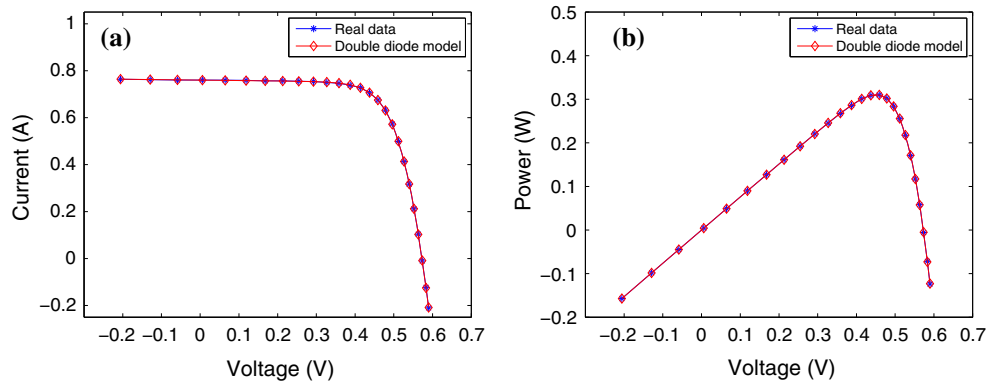 (a)
Real data
Double diode model
1
0.8
0.6
0.4
0.2
0
−0.2
Current (A)
−0.2 −0.1 0 0.1 0.2 0.3 0.4 0.5 0.6 0.7
Voltage (V)
(b)
Real data
Double diode model
0.5
0.4
0.3
0.2
0.1
0
−0.1
−0.2
Power (W)
−0.2 −0.1 0 0.1 0.2 0.3 0.4 0.5 0.6 0.7
Voltage (V)